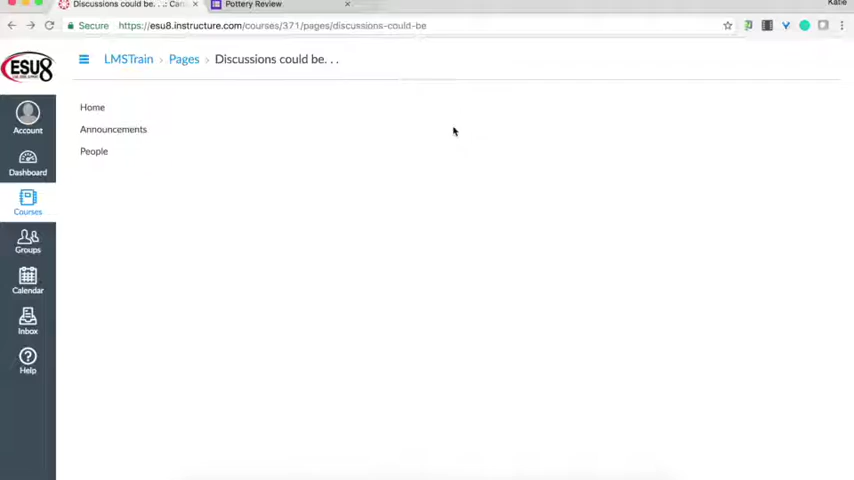 Discussions could be. . .: Ca
Pottery Review
Katie
Secure
https://esu8.instructure.com/courses/371/pages/discussions-could-be
ESU8
LMSTrain › Pages › Discussions could be. . .
Home
Announcements
People
Account
Dashboard
Courses
Groups
Calendar
Inbox
Help